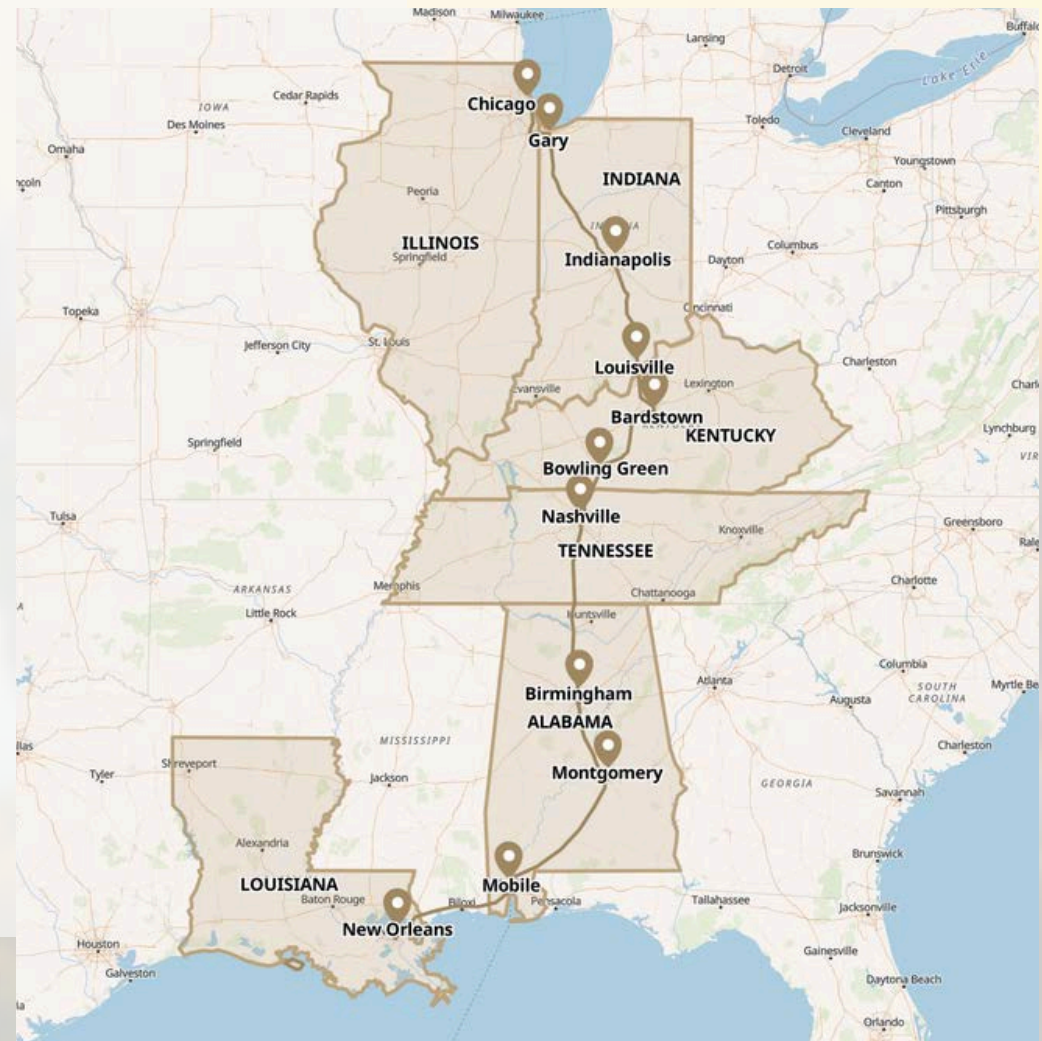 Madison
Milwaukee
Lansing
Buffalo
Detroit
Lake Erie
Chicago
Cedar Rapids
IOWA
Des Moines
Toledo
Gary
Cleveland
Omaha
Youngstown
Canton
INDIANA
Peoria
Pittsburgh
ILLINOIS
Springfield
Indianapolis
Columbus
Dayton
Topeka
Cincinnati
Jefferson City
St. Louis
Louisville
Charleston
Evansville
Lexington
Bardstown
KENTUCKY
Lynchburg
Springfield
Bowling Green
Nashville
Tulsa
Greensboro
Knoxville
TENNESSEE
Charlotte
ARKANSAS
Memphis
Chattanooga
Little Rock
Huntsville
Columbia
Birmingham
Atlanta
SOUTH
CAROLINA
Myrtle Be
Augusta
ALABAMA
MISSISSIPPI
Charleston
Shreveport
Montgomery
Tyler
Jackson
GEORGIA
Savannah
Alexandria
Brunswick
LOUISIANA
Mobile
Baton Rouge
Biloxi
Pensacola
Tallahassee
Jacksonville
New Orleans
Houston
Gainesville
Galveston
Daytona Beach
Orlando